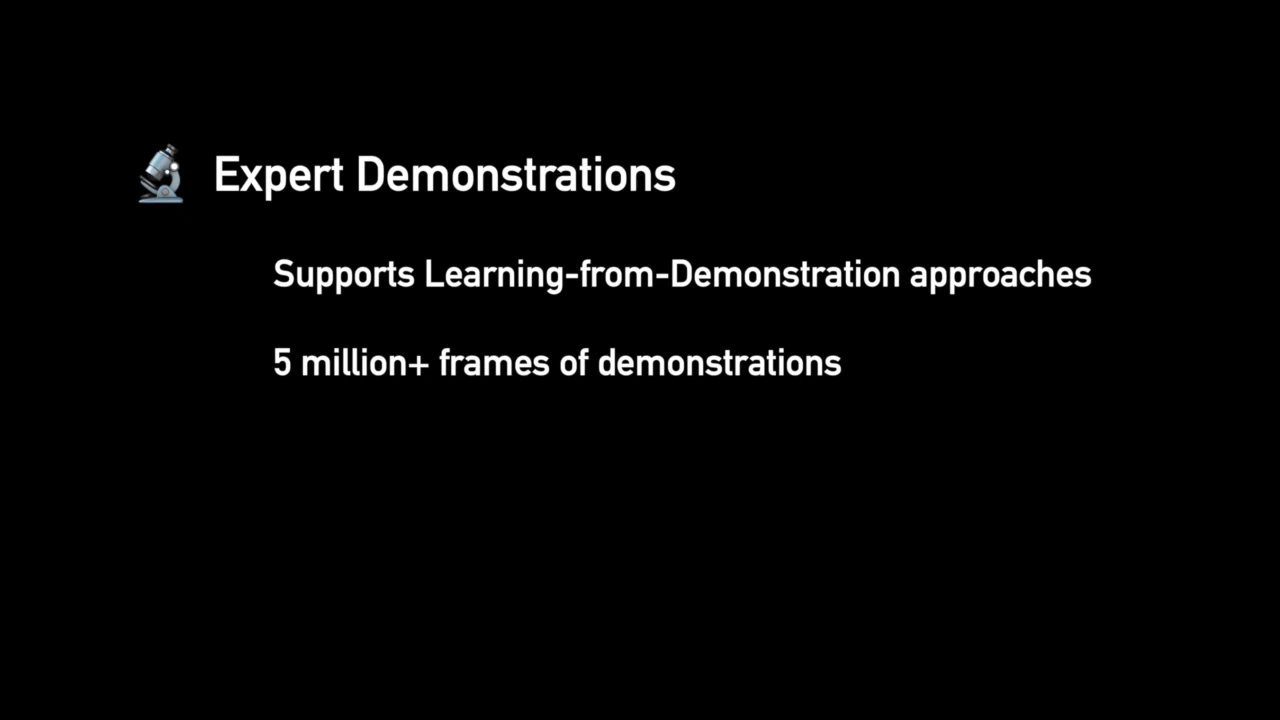 Expert Demonstrations
Supports Learning-from-Demonstration approaches
5 million+ frames of demonstrations